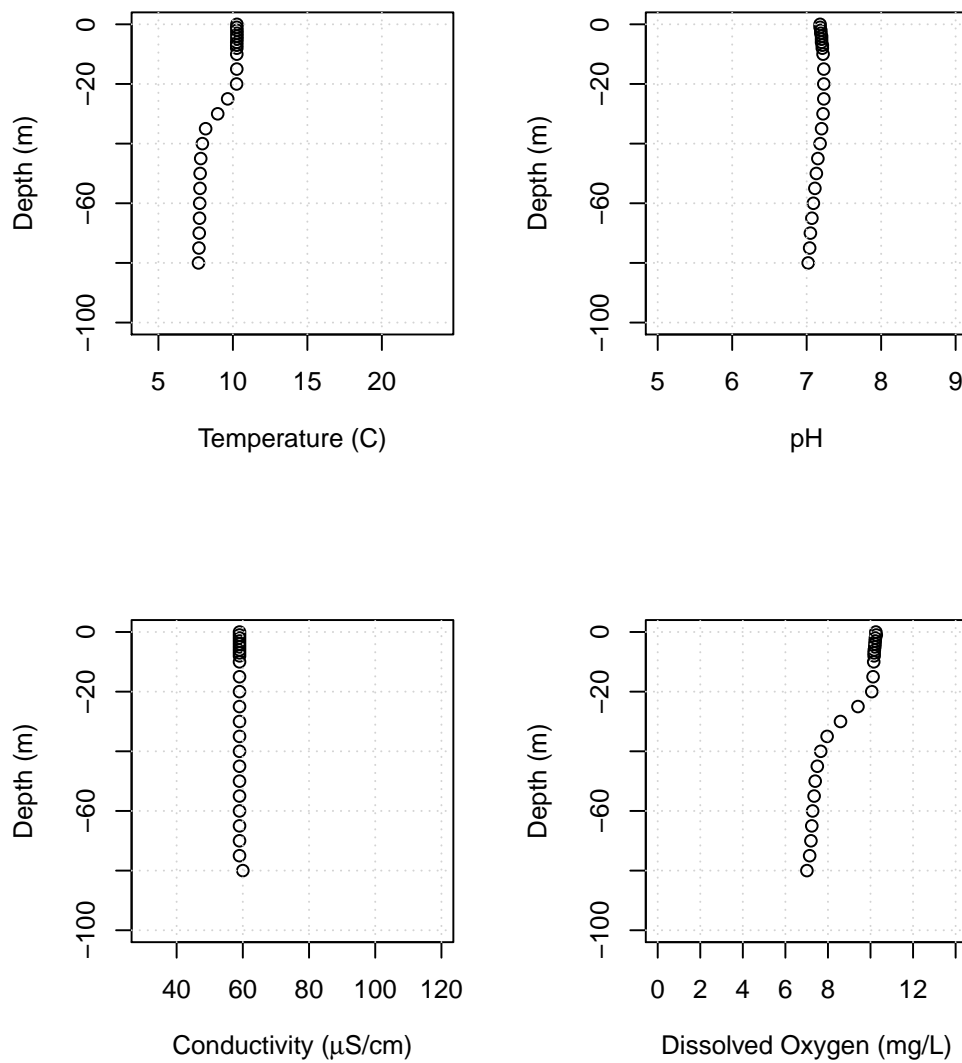 0
−20
−60
−100
Depth (m)
5 10 15 20
Temperature (C)
0
−20
−60
−100
Depth (m)
5 6 7 8 9
pH
0
−20
−60
−100
Depth (m)
40 60 80 100 120
Conductivity (μS/cm)
0
−20
−60
−100
Depth (m)
0 2 4 6 8 12
Dissolved Oxygen (mg/L)